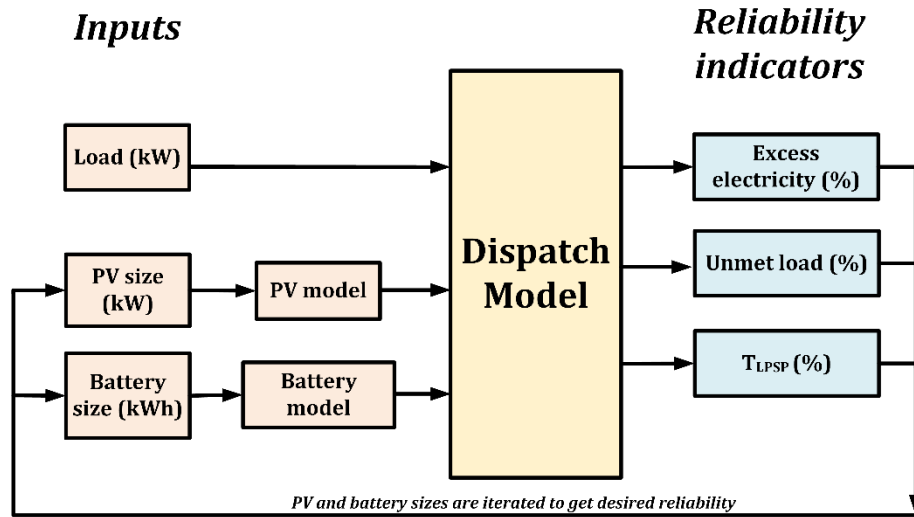 Inputs
Reliability
indicators
Load (kW)
PV size
(kW)
PV model
Battery
size (kWh)
Battery
model
Dispatch
Model
Excess
electricity (%)
Unmet load (%)
TLPSP (%)
PV and battery sizes are iterated to get desired reliability